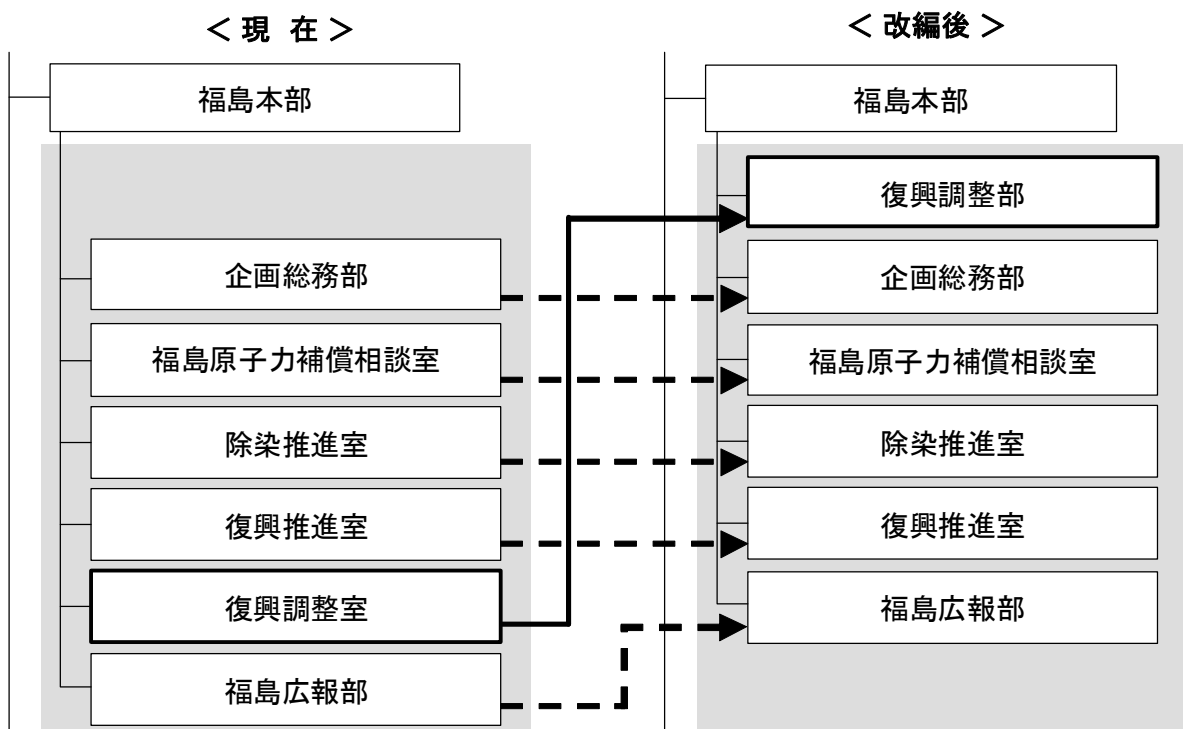 ＜ 現 在 ＞
福島本部
企画総務部
福島原子力補償相談室
除染推進室
復興推進室
復興調整室
福島広報部
＜ 改編後 ＞
福島本部
復興調整部
企画総務部
福島原子力補償相談室
除染推進室
復興推進室
福島広報部